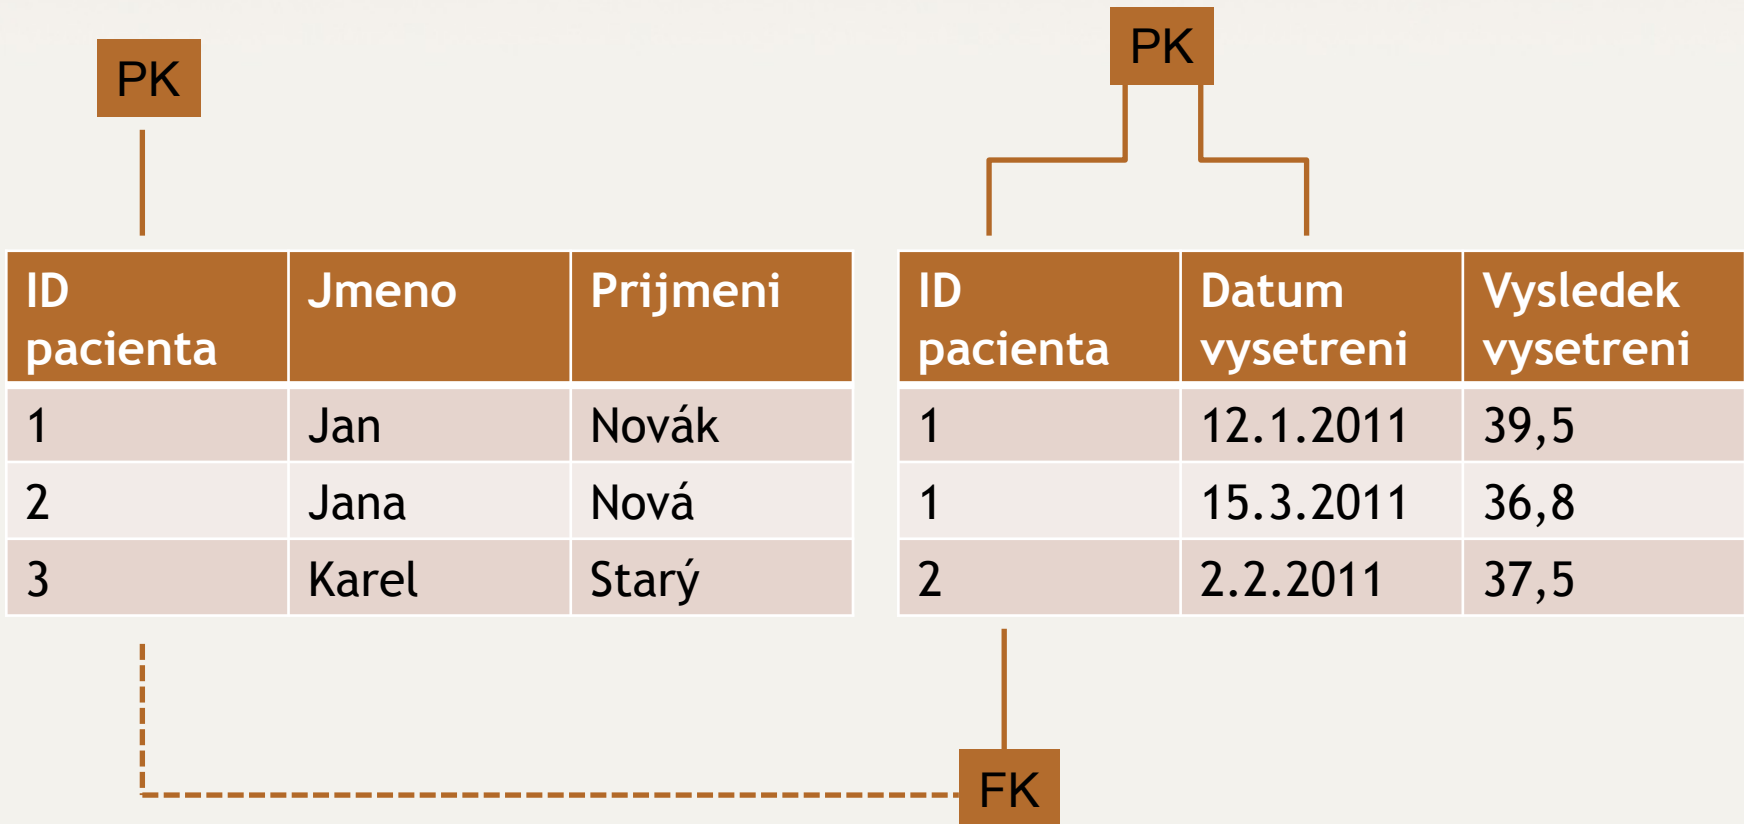 PK
PK
ID pacienta Jmeno Prijmeni
1 Jan Novák
2 Jana Nová
3 Karel Starý
ID pacienta Datum vysetreni Vysledek vysetreni
1 12.1.2011 39,5
1 15.3.2011 36,8
2 2.2.2011 37,5
FK